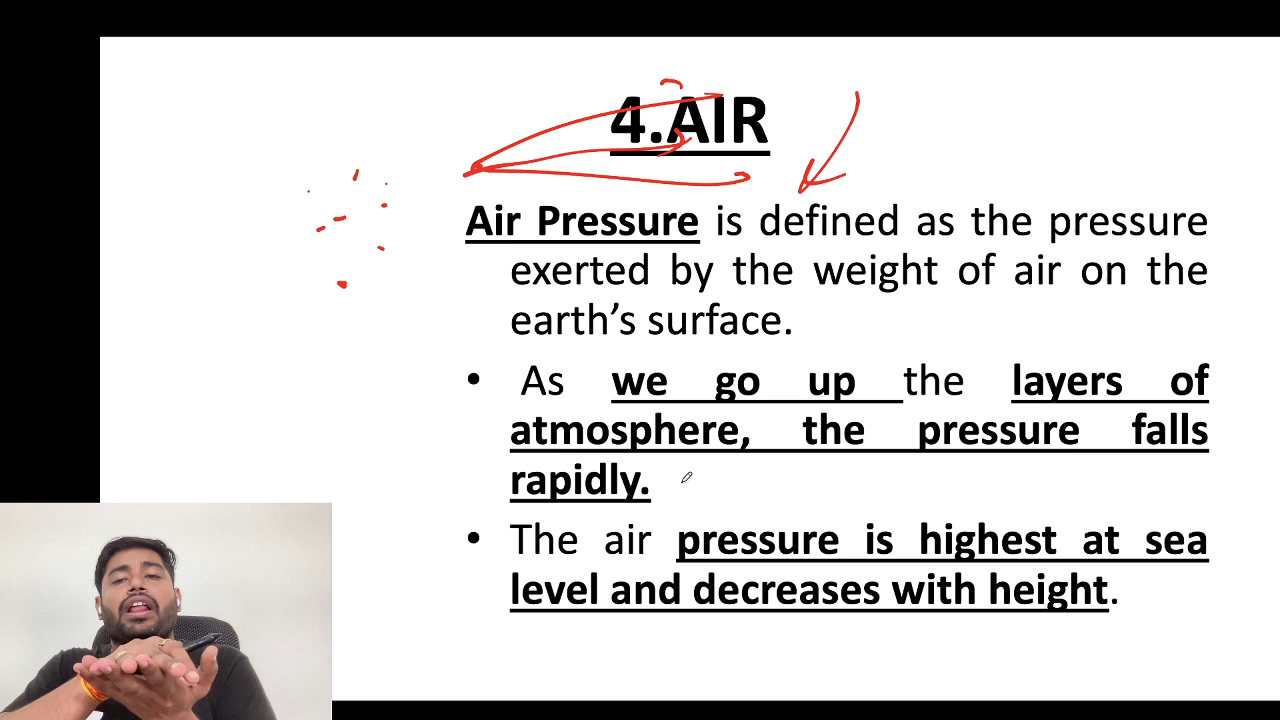 4.AIR
Air Pressure is defined as the pressure
exerted by the weight of air on the
earth’s surface.
• As we go up the layers of
atmosphere, the pressure falls
rapidly.
• The air pressure is highest at sea
level and decreases with height.